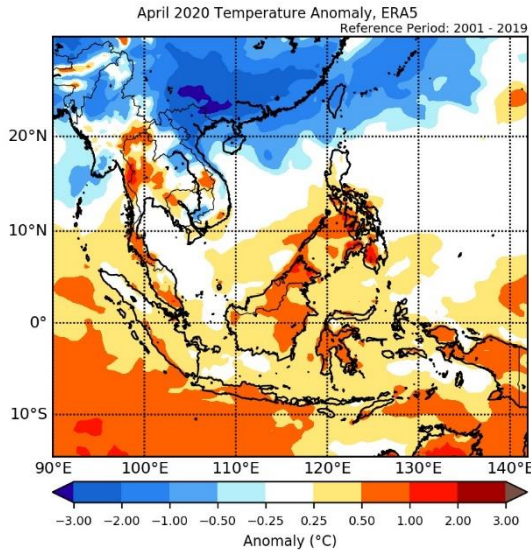 April 2020 Temperature Anomaly, ERA5
Reference Period: 2001 - 2019
20°N
10°N
0°
10°S
90°E 100°E 110°E 120°E 130°E 140°E
−3.00 −2.00 −1.00 −0.50 −0.25 0.25 0.50 1.00 2.00 3.00
Anomaly (°C)